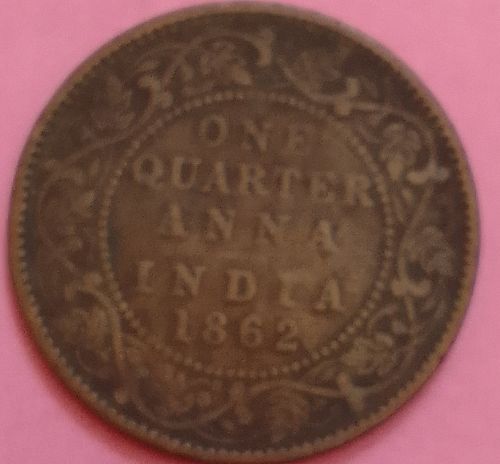 ONE
QUARTER
ANNA
INDIA
1862